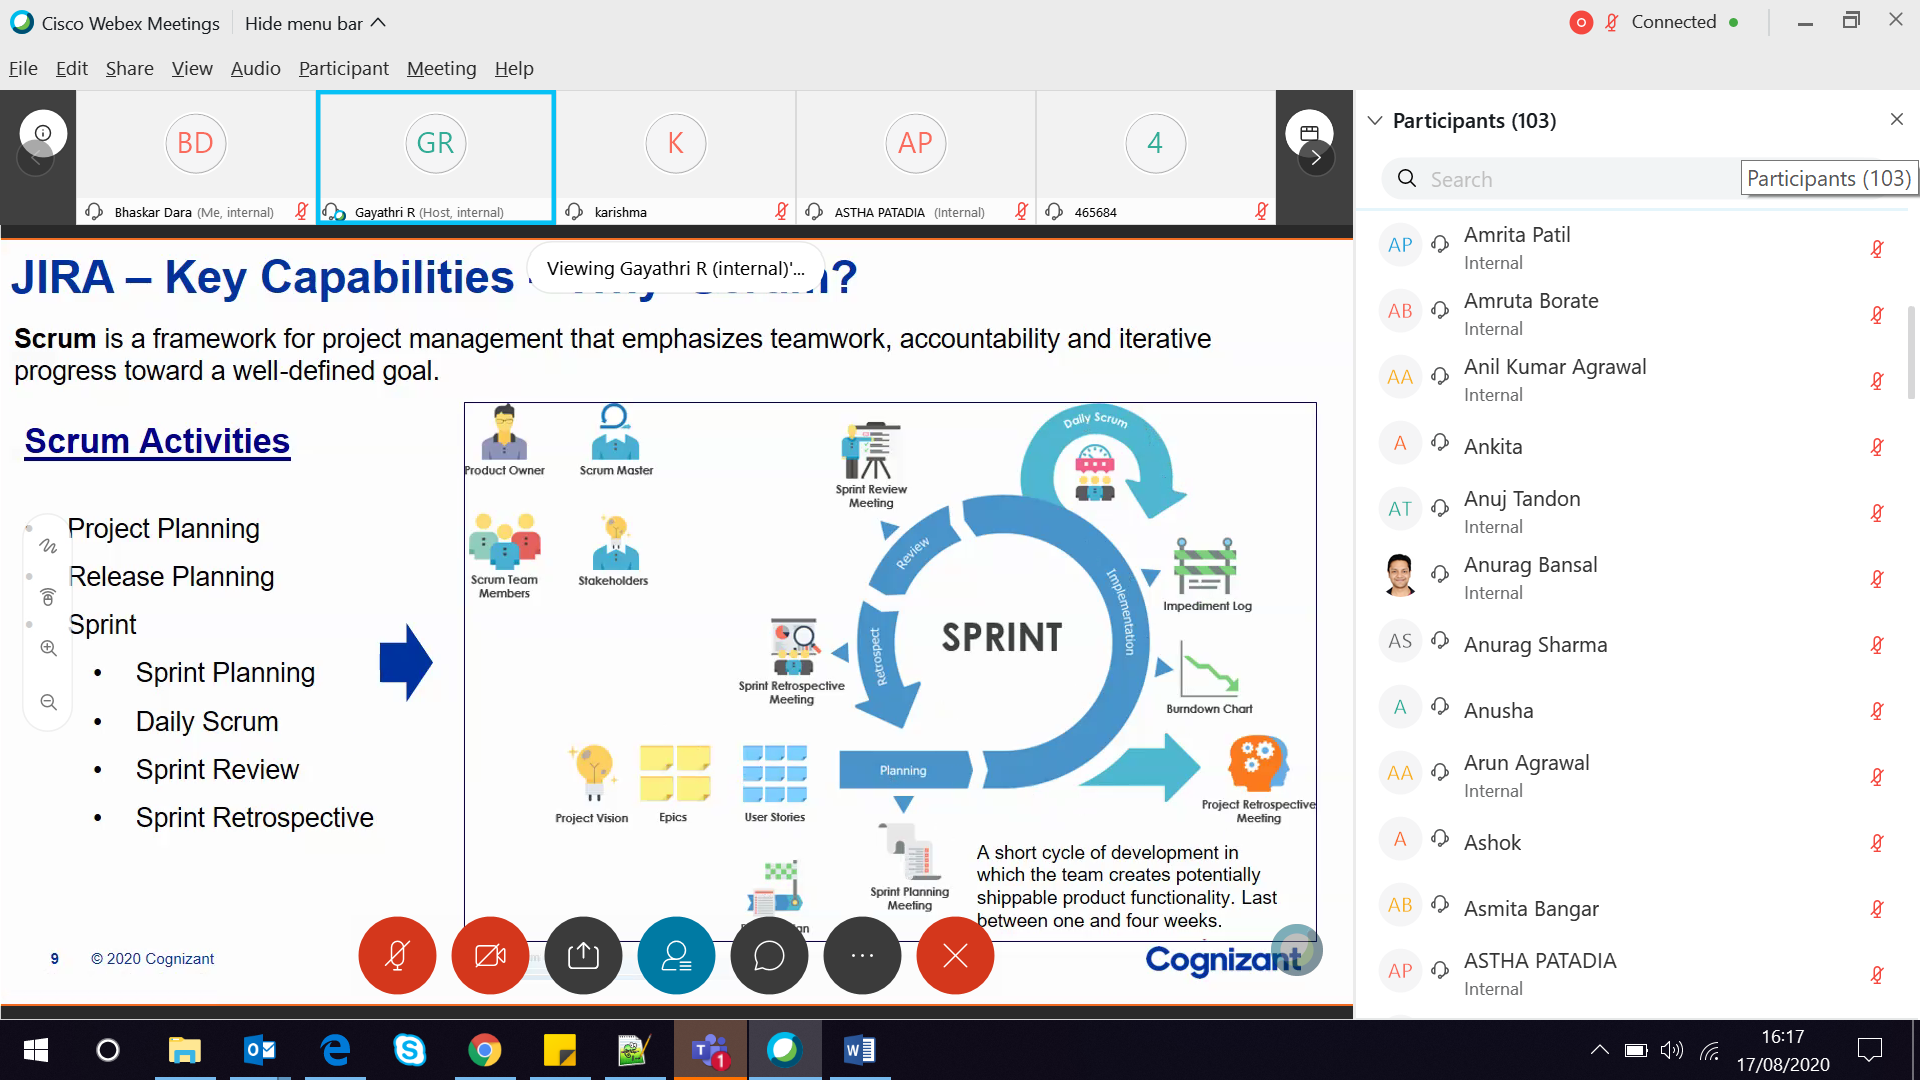 Cisco Webex Meetings
Hide menu bar
Connected
File Edit Share View Audio Participant Meeting Help
BD
GR
K
AP
4
Bhaskar Dara (Me, internal)
Gayathri R (Host, internal)
karishma
ASTHA PATADIA (Internal)
465684
JIRA – Key Capabilities
?
Viewing Gayathri R (internal)'...
Scrum is a framework for project management that emphasizes teamwork, accountability and iterative
progress toward a well-defined goal.
Scrum Activities
Project Planning
Release Planning
Sprint
• Sprint Planning
• Daily Scrum
• Sprint Review
• Sprint Retrospective
Product Owner
Scrum Master
Scrum Team
Members
Stakeholders
Sprint Review
Meeting
Daily Scrum
Review
Implementation
Impediment Log
SPRINT
Retrospect
Sprint Retrospective
Meeting
Burndown Chart
Planning
Project Vision
Epics
User Stories
Project Retrospective
Meeting
Sprint Planning
Meeting
A short cycle of development in
which the team creates potentially
shippable product functionality. Last
between one and four weeks.
9
© 2020 Cognizant
Cognizant
Participants (103)
Search
Participants (103)
AP
Amrita Patil
Internal
AB
Amruta Borate
Internal
AA
Anil Kumar Agrawal
Internal
A
Ankita
AT
Anuj Tandon
Internal
Anurag Bansal
Internal
AS
Anurag Sharma
A
Anusha
AA
Arun Agrawal
Internal
A
Ashok
AB
Asmita Bangar
AP
ASTHA PATADIA
Internal
1
16:17
17/08/2020